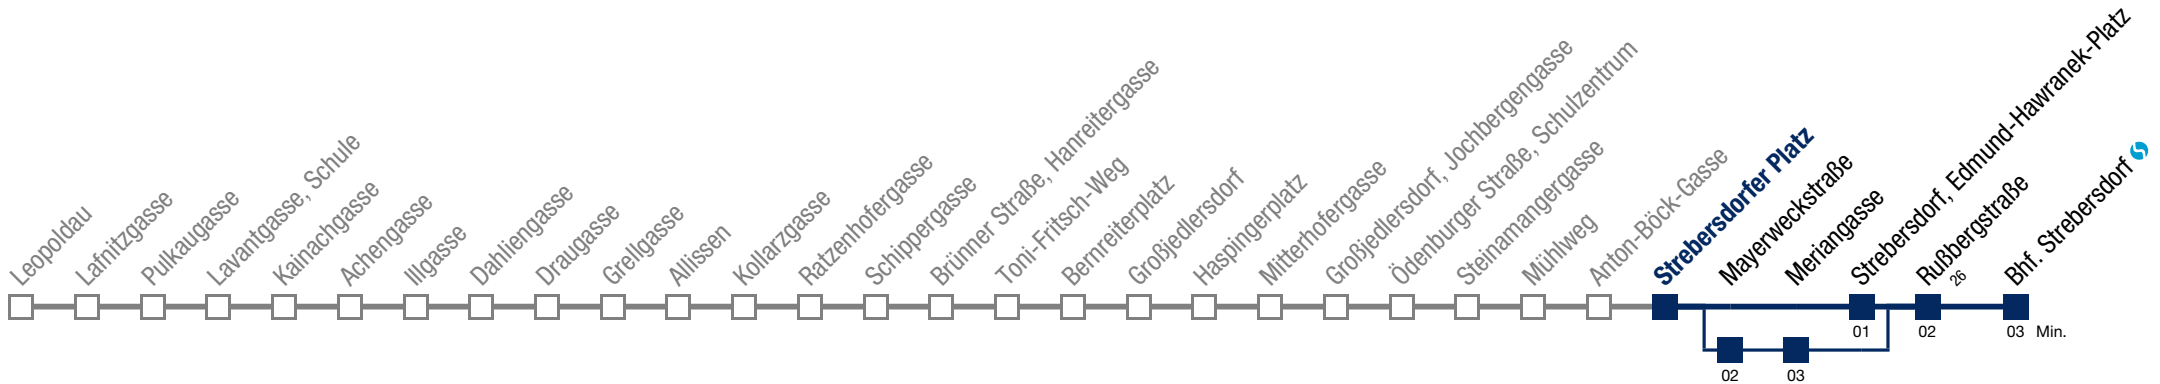 Leopoldau
Lafnitzgasse
Pulkaugasse
Lavantgasse, Schule
Kainachgasse
Achengasse
Illgasse
Dahliengasse
Draugasse
Grellgasse
Allissen
Kollarzgasse
Ratzenhofergasse
Schippergasse
Brünner Straße, Hanreitergasse
Toni-Fritsch-Weg
Bernreiterplatz
Großjedlersdorf
Haspingerplatz
Mitterhofergasse
Großjedlersdorf, Jochbergengasse
Ödenburger Straße, Schulzentrum
Steinamangergasse
Mühlweg
Anton-Böck-Gasse
Strebersdorfer Platz
Mayerweckstraße
Meriangasse
Strebersdorf, Edmund-Hawranek-Platz
Rußbergstraße
26
Bhf. Strebersdorf
01
02
03 Min.
02
03